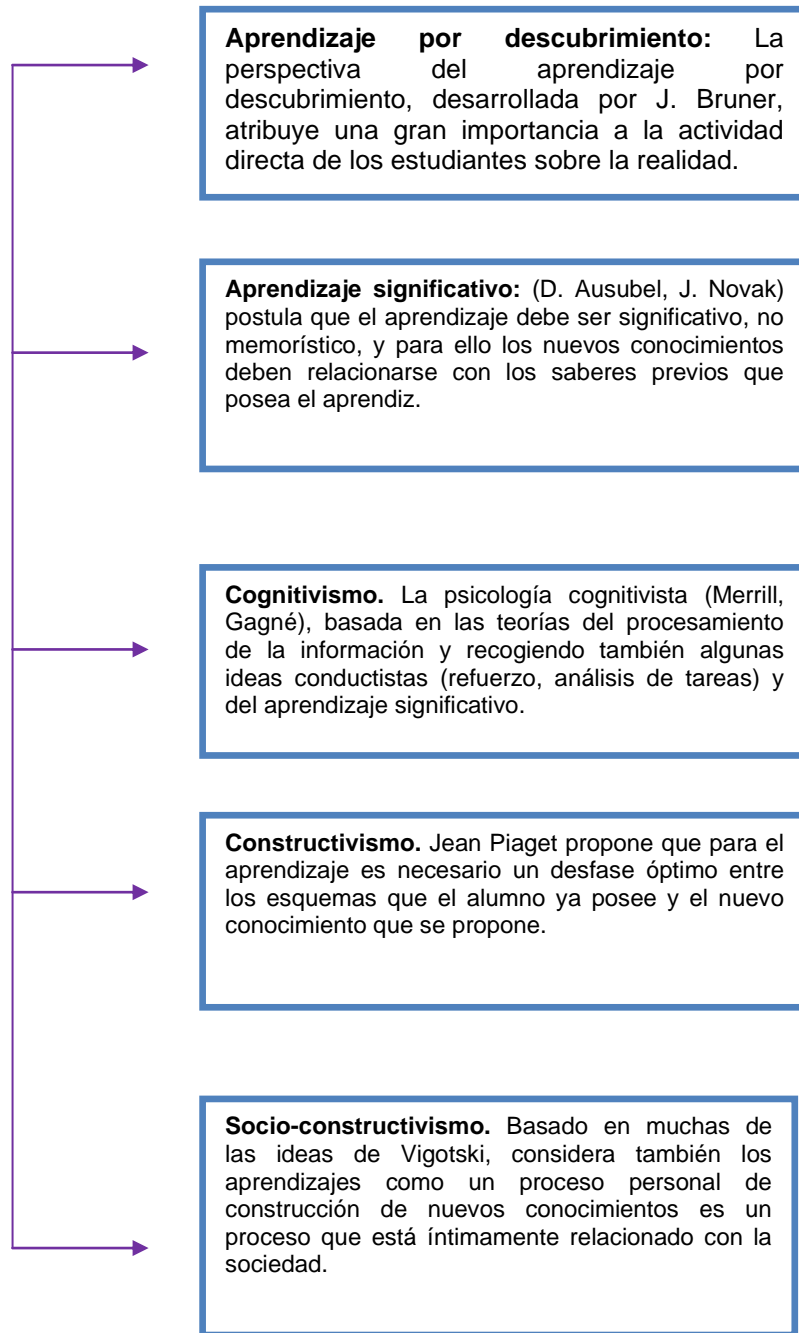 Aprendizaje por descubrimiento: La
perspectiva del aprendizaje por
descubrimiento, desarrollada por J. Bruner,
atribuye una gran importancia a la actividad
directa de los estudiantes sobre la realidad.
Aprendizaje significativo: (D. Ausubel, J. Novak)
postula que el aprendizaje debe ser significativo, no
memorístico, y para ello los nuevos conocimientos
deben relacionarse con los saberes previos que
posea el aprendiz.
Cognitivismo. La psicología cognitivista (Merrill,
Gagné), basada en las teorías del procesamiento
de la información y recogiendo también algunas
ideas conductistas (refuerzo, análisis de tareas) y
del aprendizaje significativo.
Constructivismo. Jean Piaget propone que para el
aprendizaje es necesario un desfase óptimo entre
los esquemas que el alumno ya posee y el nuevo
conocimiento que se propone.
Socio-constructivismo. Basado en muchas de
las ideas de Vigotski, considera también los
aprendizajes como un proceso personal de
construcción de nuevos conocimientos es un
proceso que está íntimamente relacionado con la
sociedad.